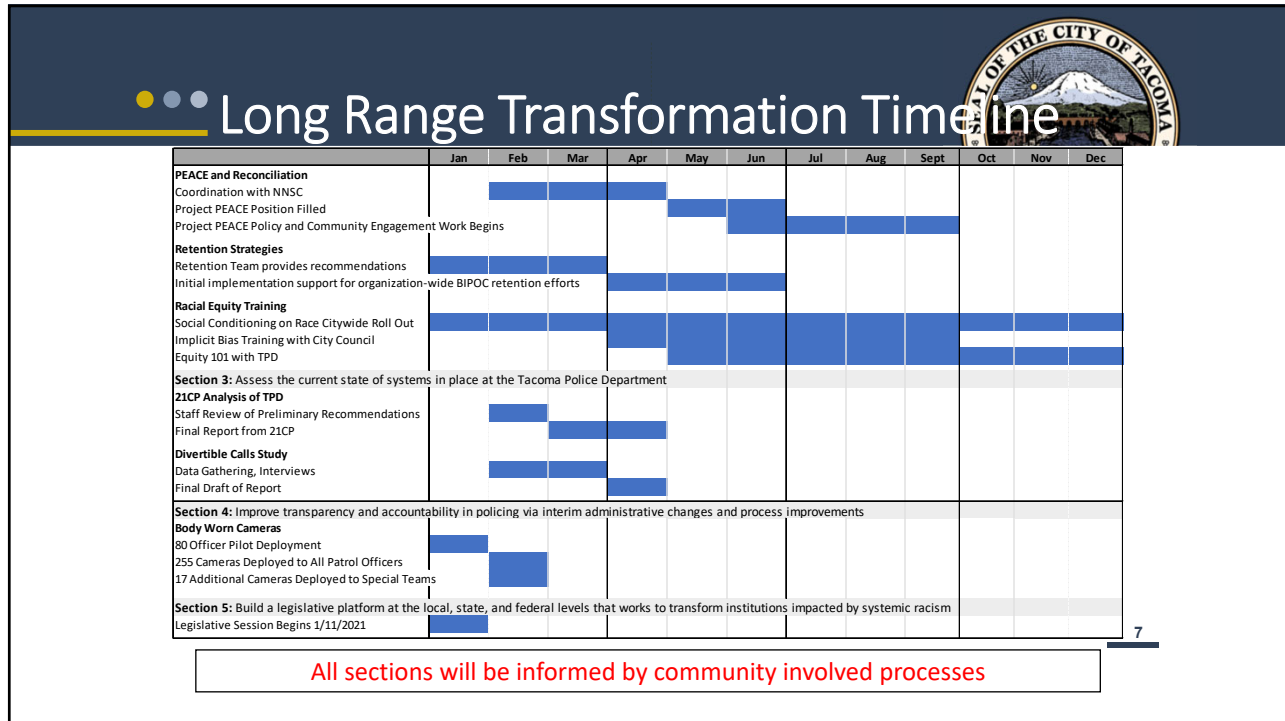 SEAL OF THE CITY OF TACOMA
Long Range Transformation Timeline
Jan Feb Mar Apr May Jun Jul Aug Sept Oct Nov Dec
PEACE and Reconciliation
Coordination with NNSC
Project PEACE Position Filled
Project PEACE Policy and Community Engagement Work Begins
Retention Strategies
Retention Team provides recommendations
Initial implementation support for organization-wide BIPOC retention efforts
Racial Equity Training
Social Conditioning on Race Citywide Roll Out
Implicit Bias Training with City Council
Equity 101 with TPD
Section 3: Assess the current state of systems in place at the Tacoma Police Department
21CP Analysis of TPD
Staff Review of Preliminary Recommendations
Final Report from 21CP
Divertible Calls Study
Data Gathering, Interviews
Final Draft of Report
Section 4: Improve transparency and accountability in policing via interim administrative changes and process improvements
Body Worn Cameras
80 Officer Pilot Deployment
255 Cameras Deployed to All Patrol Officers
17 Additional Cameras Deployed to Special Teams
Section 5: Build a legislative platform at the local, state, and federal levels that works to transform institutions impacted by systemic racism
Legislative Session Begins 1/11/2021
7
All sections will be informed by community involved processes